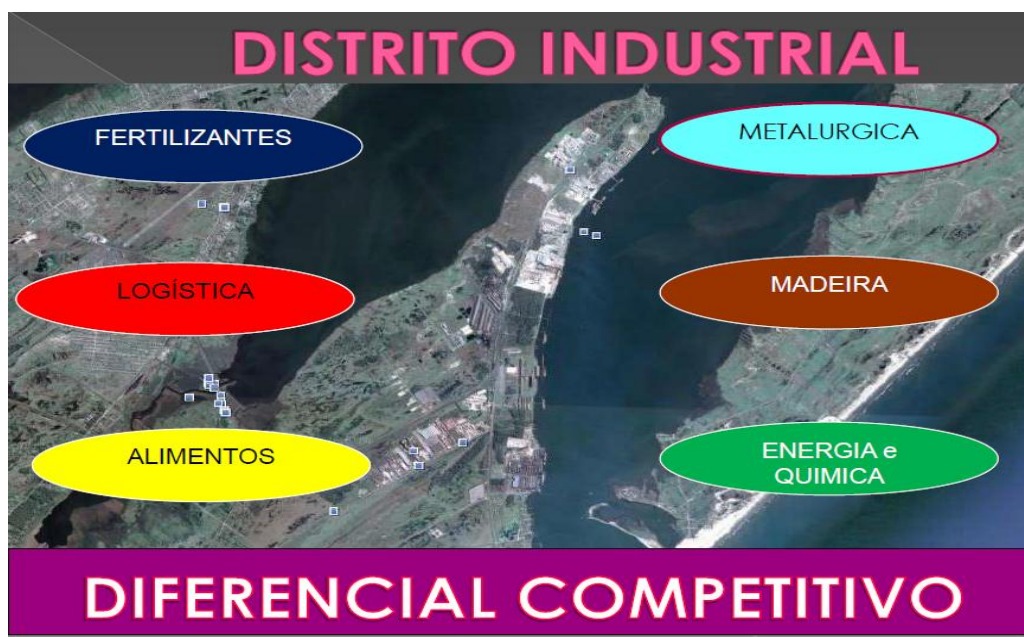 DISTRITO INDUSTRIAL
FERTILIZANTES
METALURGICA
LOGÍSTICA
MADEIRA
ALIMENTOS
ENERGIA e
QUIMICA
DIFERENCIAL COMPETITIVO